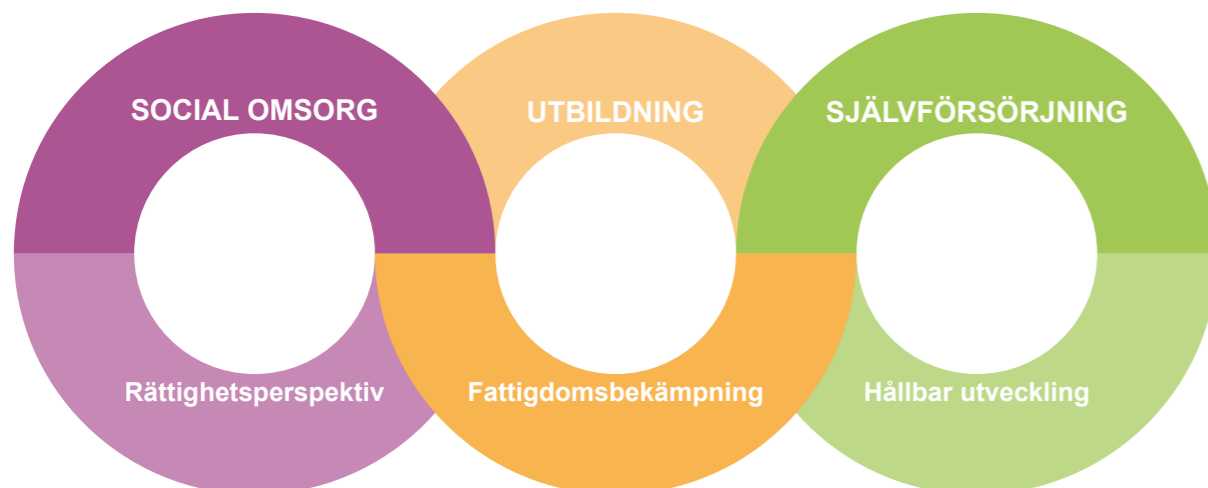 SOCIAL OMSORG
UTBILDNING
SJÄLVFÖRSÖRJNING
Rättighetsperspektiv
Fattigdomsbekämpning
Hållbar utveckling